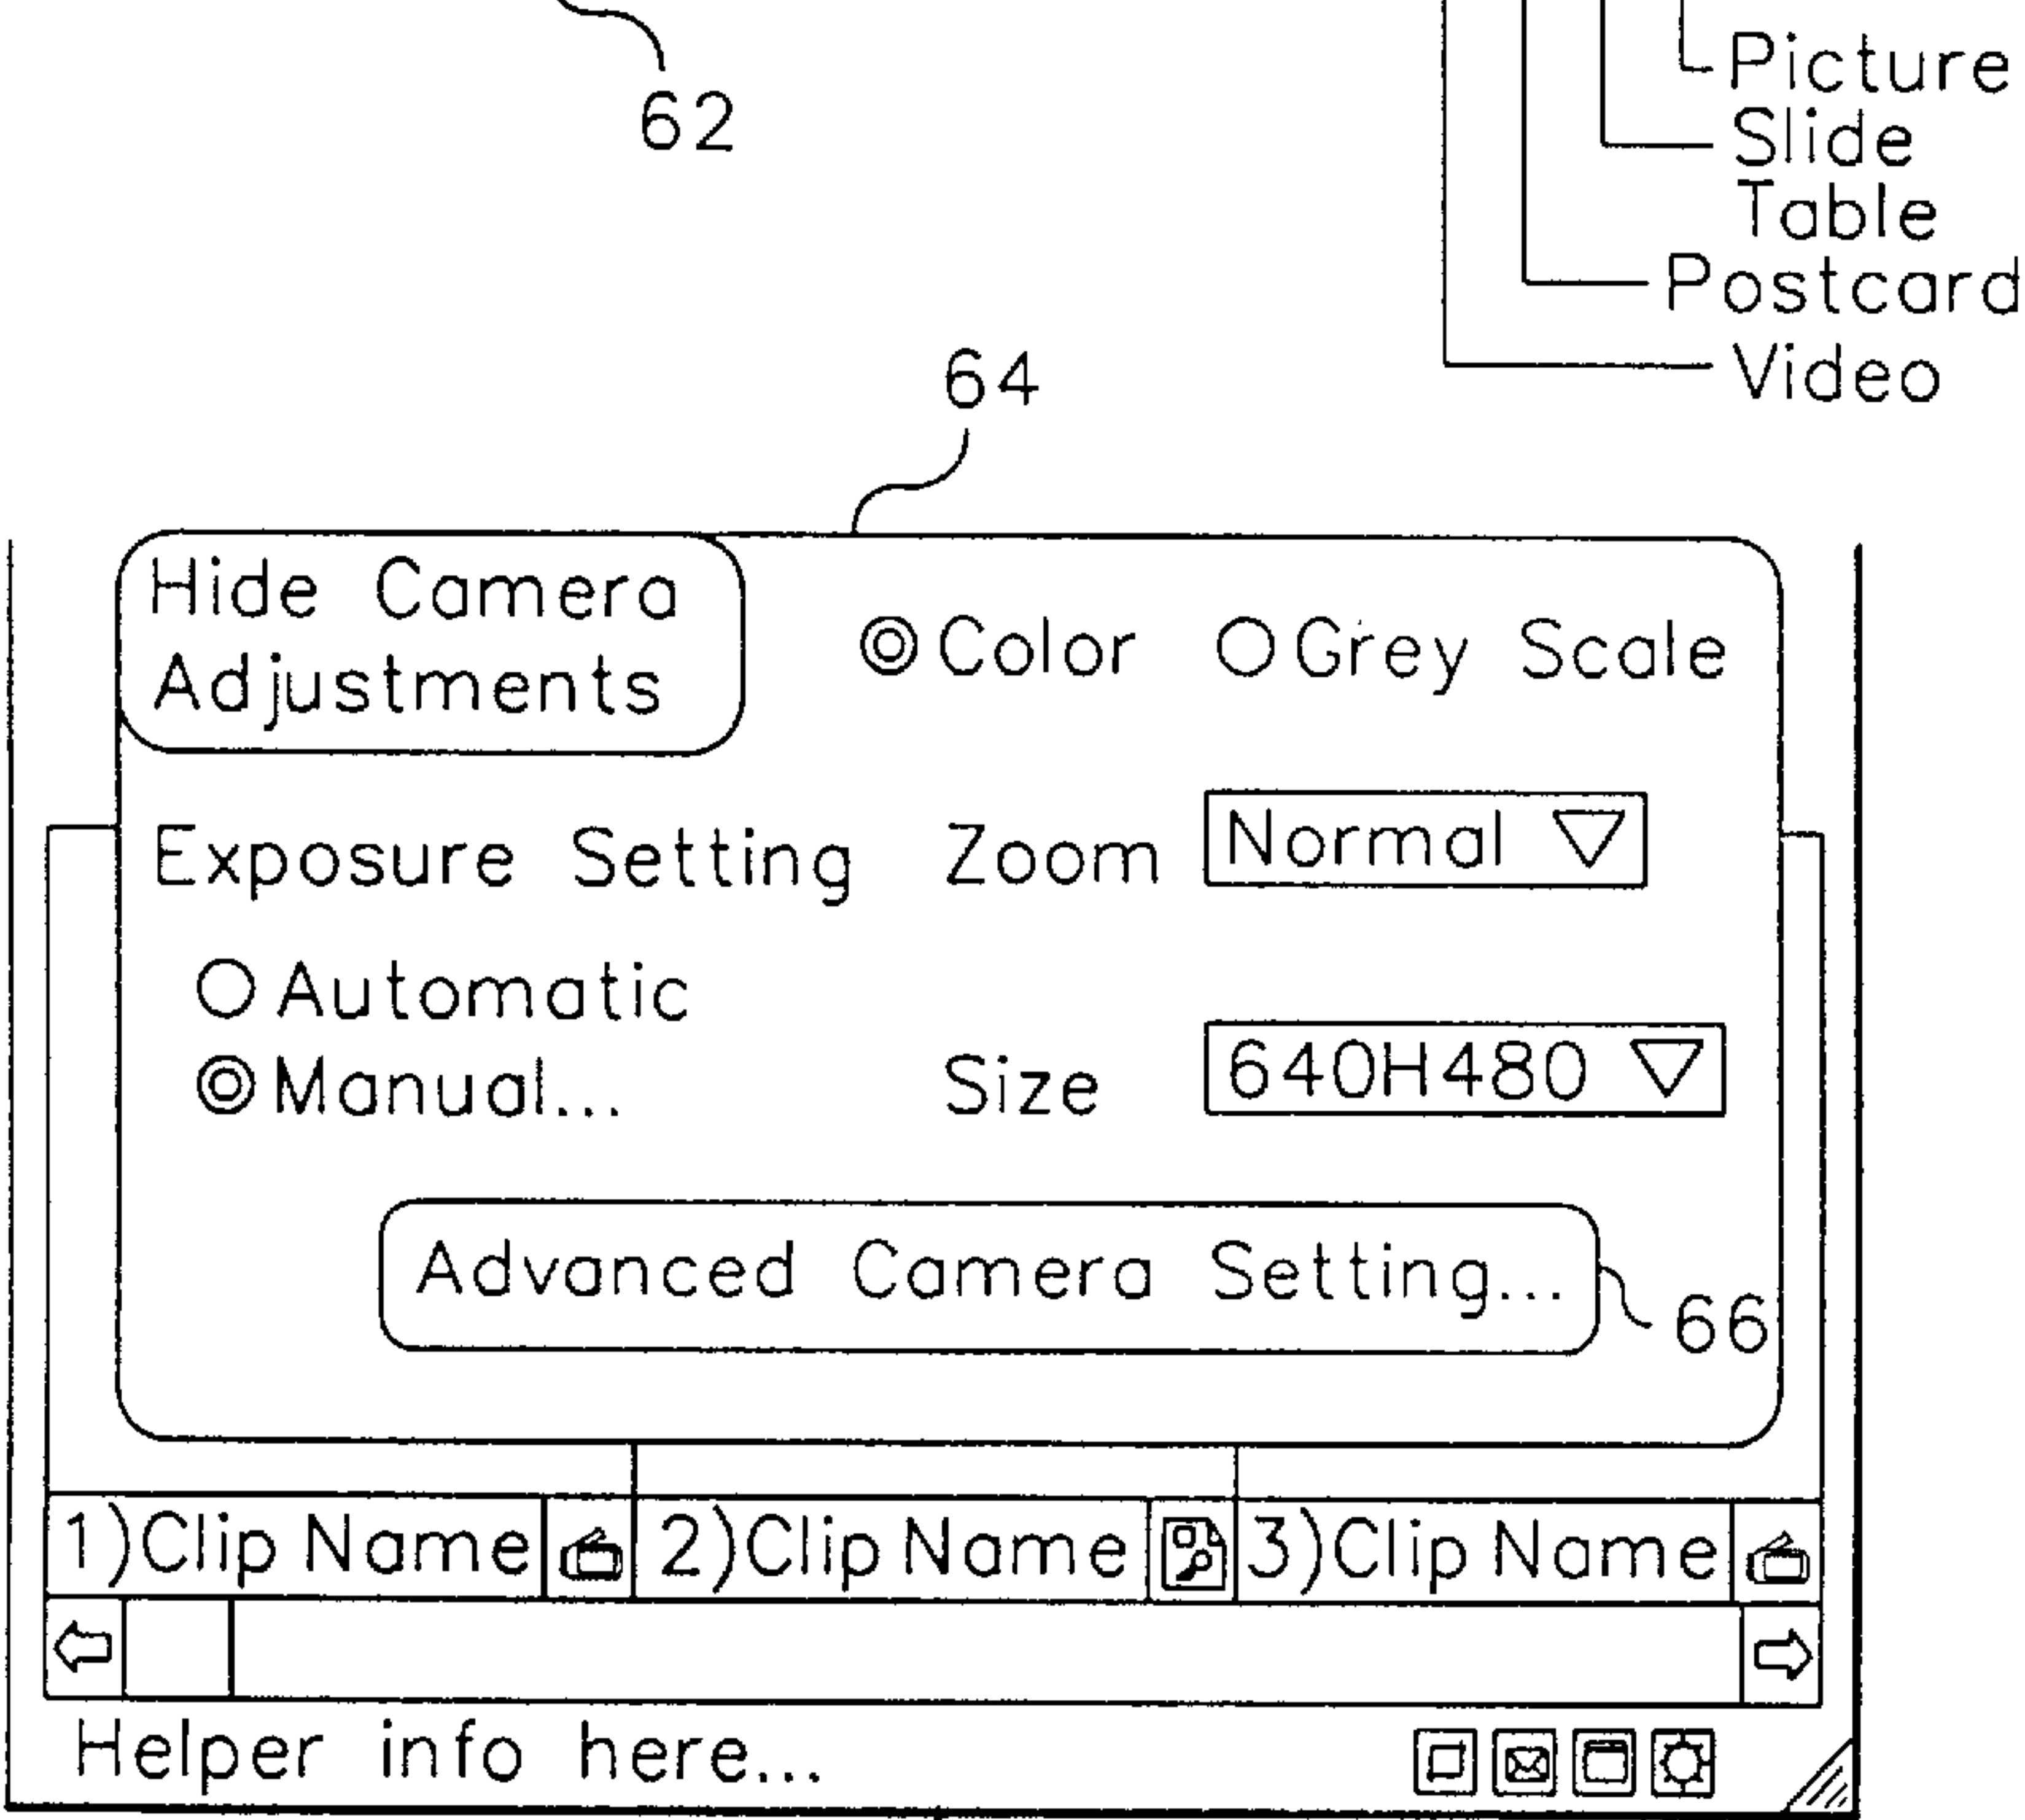 62
Picture
Slide
Table
Postcard
Video
64
Hide Camera
Adjustments
Color Grey Scale
Exposure Setting Zoom Normal
Automatic
Manual... Size 640H480
Advanced Camera Setting...
66
1)Clip Name 2)Clip Name 3)Clip Name
Helper info here...